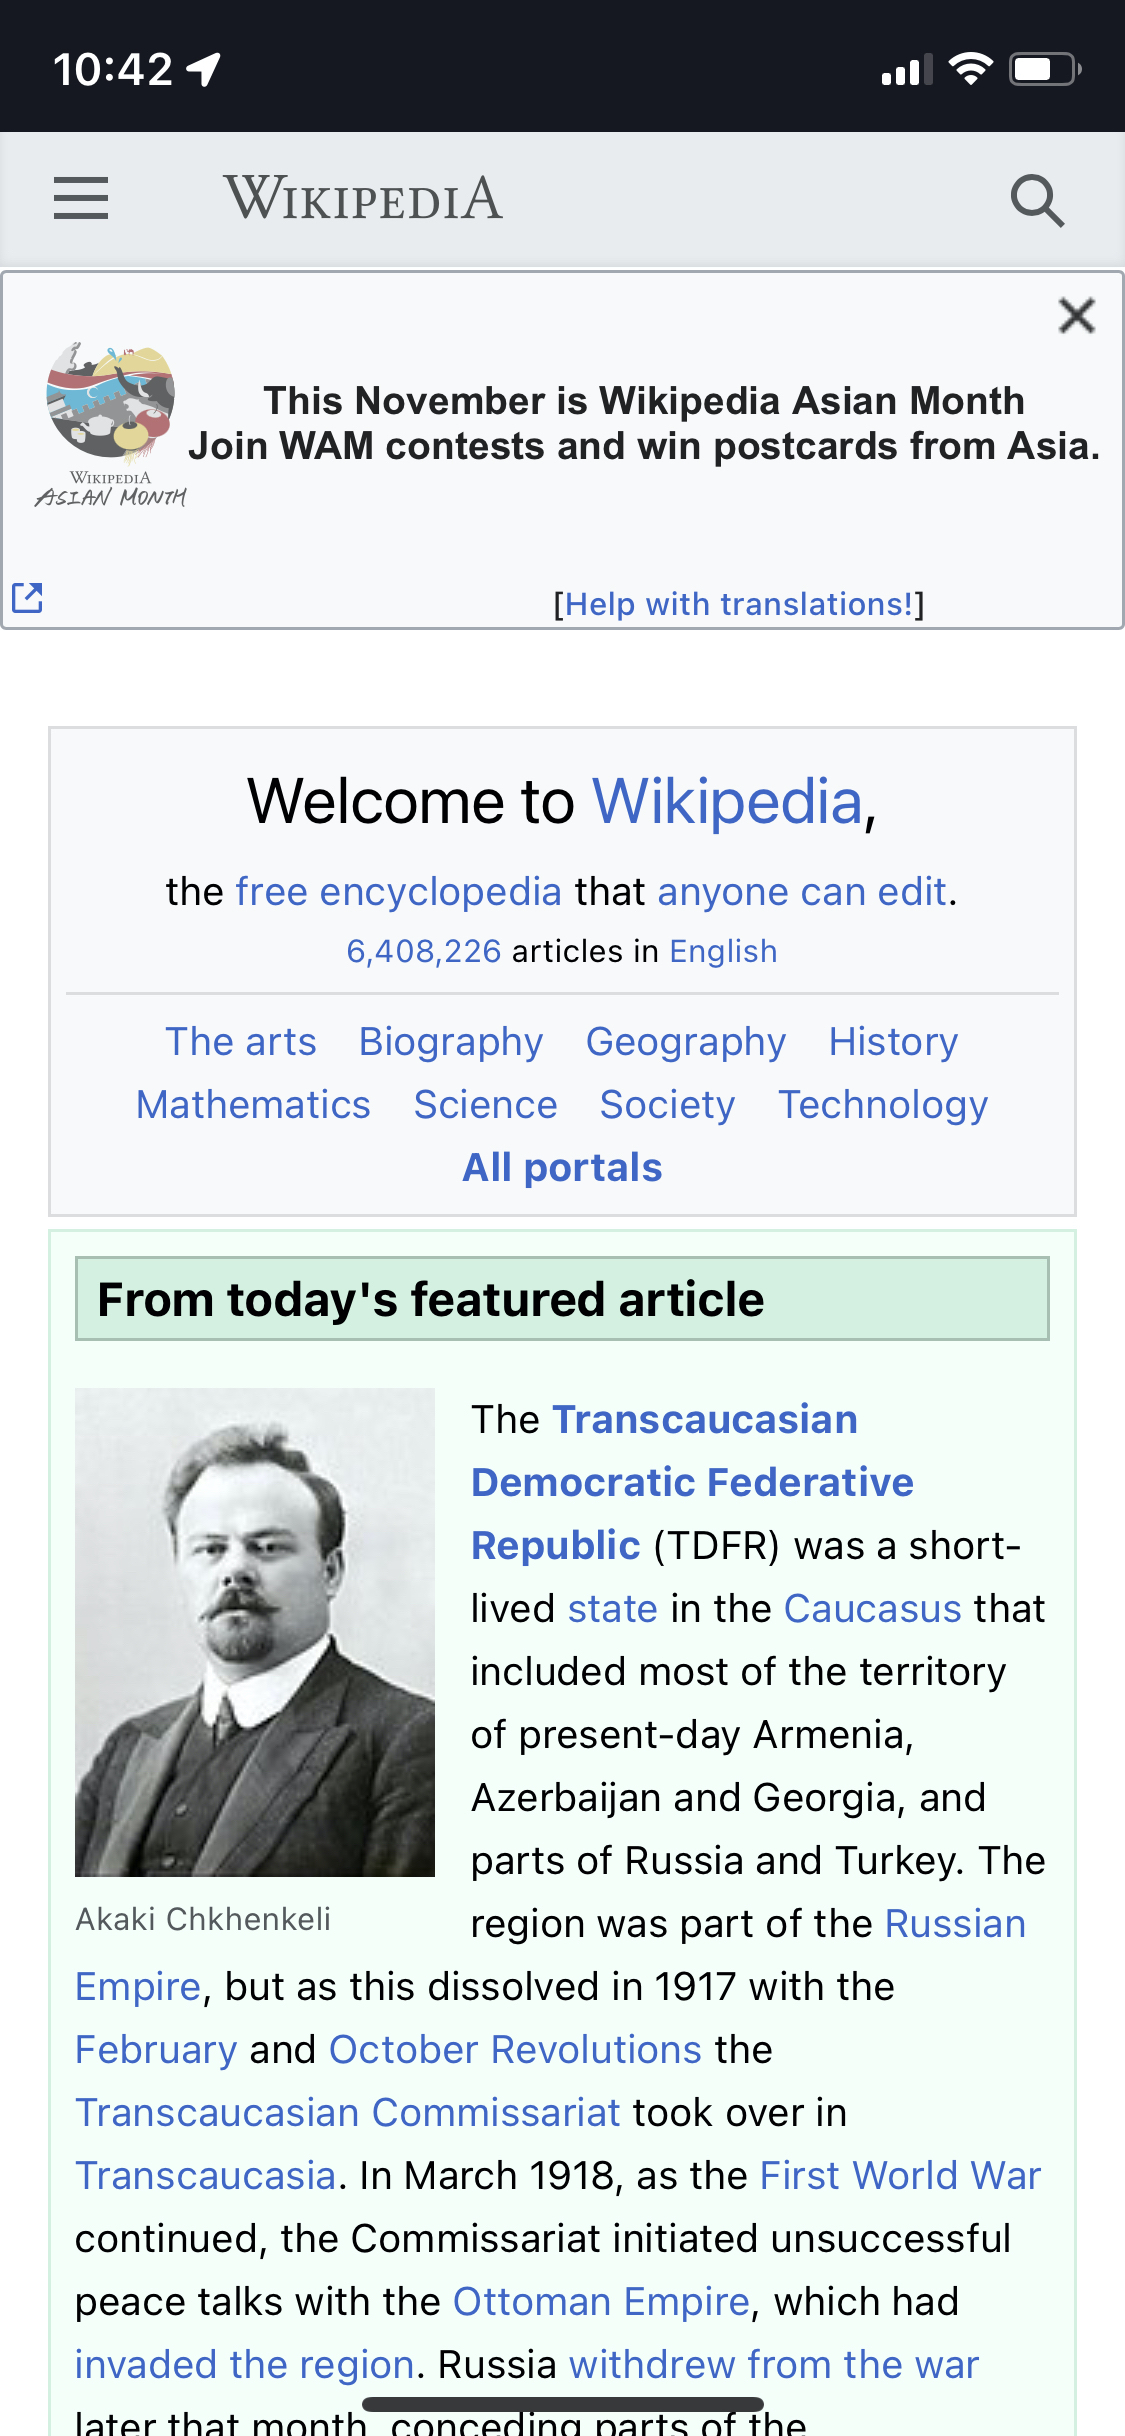 10:42
WIKIPEDIA
This November is Wikipedia Asian Month
Join WAM contests and win postcards from Asia.
WIKIPEDIA
ASIAN MONTH
[Help with translations!]
Welcome to Wikipedia,
the free encyclopedia that anyone can edit.
6,408,226 articles in English
The arts Biography Geography History
Mathematics Science Society Technology
All portals
From today's featured article
The Transcaucasian
Democratic Federative
Republic (TDFR) was a short-
lived state in the Caucasus that
included most of the territory
of present-day Armenia,
Azerbaijan and Georgia, and
parts of Russia and Turkey. The
Akaki Chkhenkeli
region was part of the Russian
Empire, but as this dissolved in 1917 with the
February and October Revolutions the
Transcaucasian Commissariat took over in
Transcaucasia. In March 1918, as the First World War
continued, the Commissariat initiated unsuccessful
peace talks with the Ottoman Empire, which had
invaded the region. Russia withdrew from the war
later that month, conceding parts of the